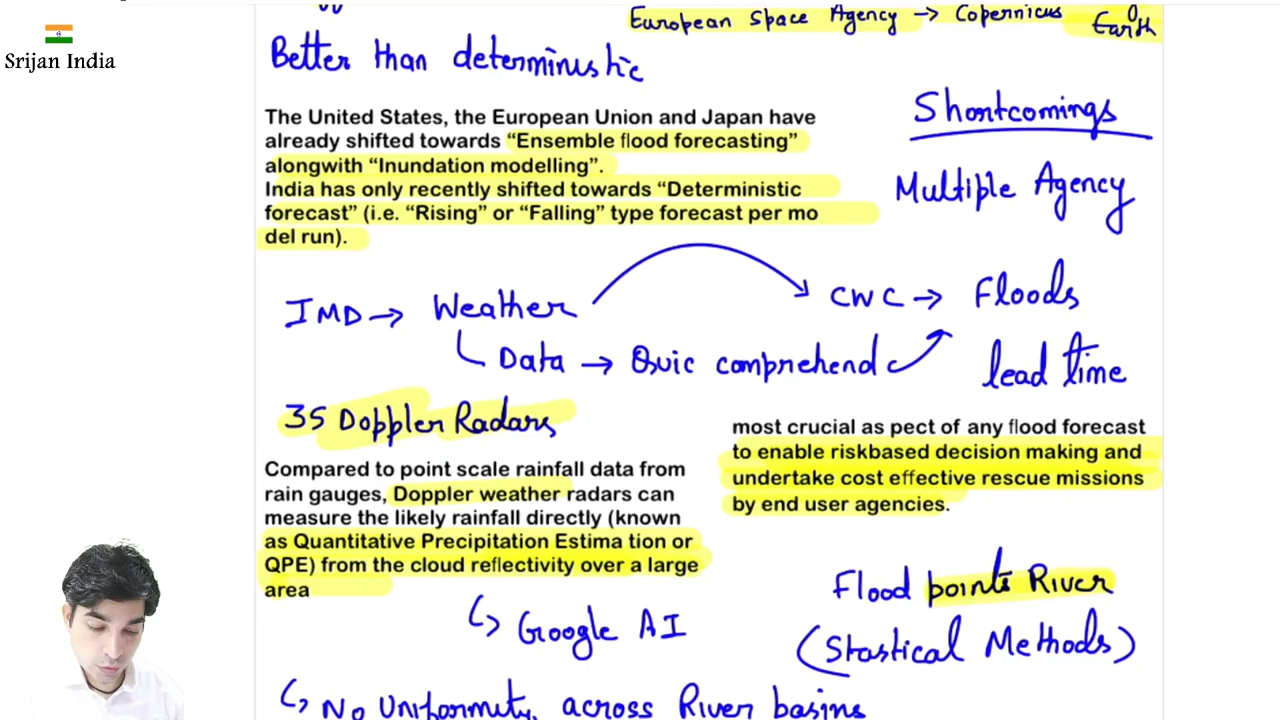 European Space Agency → Copernicus Earth
Srijan India
Better than deterministic
The United States, the European Union and Japan have
already shifted towards “Ensemble flood forecasting”
alongwith “Inundation modelling”.
India has only recently shifted towards “Deterministic
forecast” (i.e. “Rising” or “Falling” type forecast per mo
del run).
Shortcomings
Multiple Agency
IMD → Weather
CWC → Floods
Data → Quic comprehend
lead time
35 Doppler Radars
Compared to point scale rainfall data from
rain gauges, Doppler weather radars can
measure the likely rainfall directly (known
as Quantitative Precipitation Estima tion or
QPE) from the cloud reflectivity over a large
area
most crucial as pect of any flood forecast
to enable riskbased decision making and
undertake cost effective rescue missions
by end user agencies.
Flood points River
(Stastical Methods)
Google AI
No Uniformity across River basins